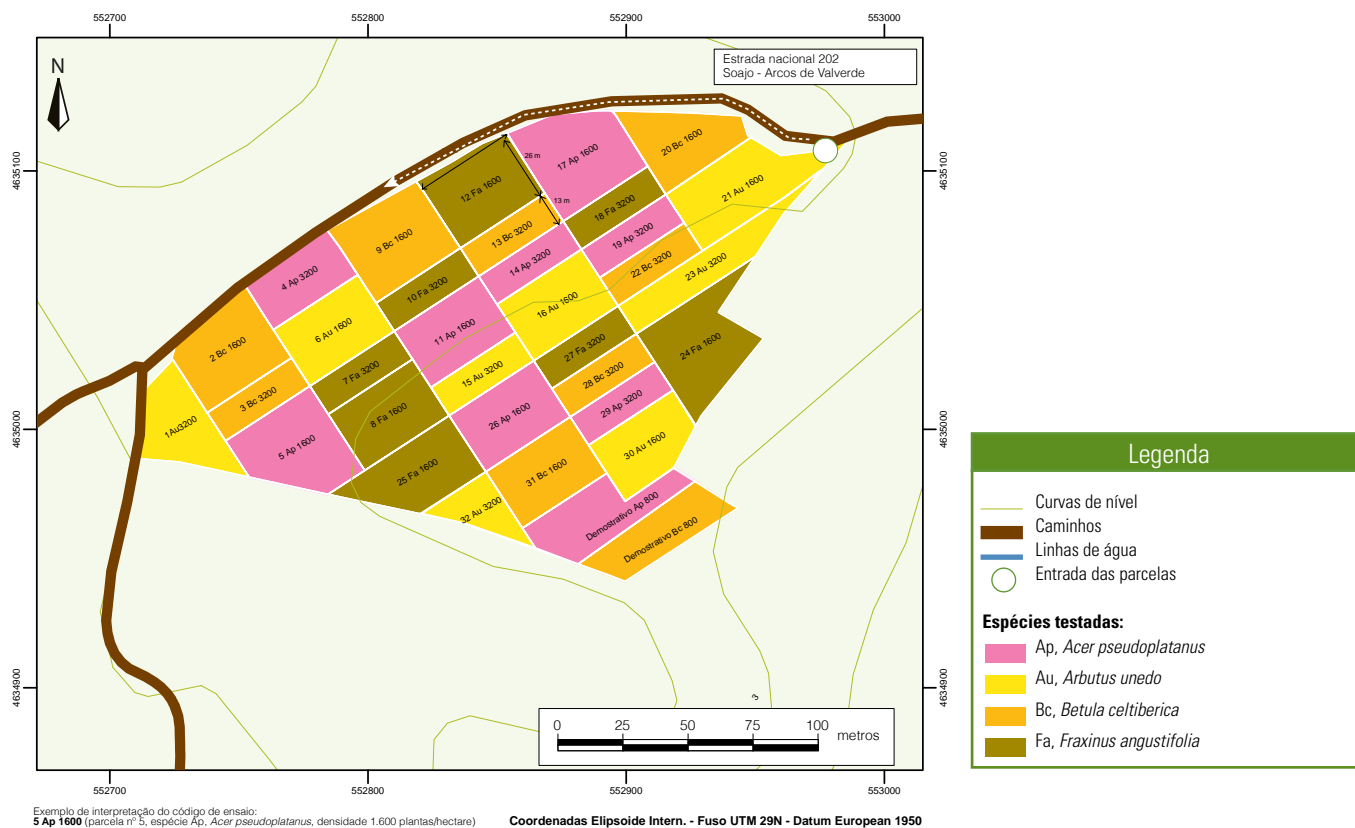 552700
552800
552900
553000
Estrada nacional 202
Soajo - Arcos de Valverde
N
4635100
4635100
26 m
13 m
17 Ap 1600
20 Bc 1600
12 Fa 1600
21 Au 1600
18 Fa 3200
9 Bc 1600
13 Bc 3200
19 Ap 3200
14 Ap 3200
4 Ap 3200
10 Fa 3200
22 Bc 3200
23 Au 3200
16 Au 1600
6 Au 1600
11 Ap 1600
2 Bc 1600
27 Fa 3200
24 Fa 1600
7 Fa 3200
15 Au 3200
28 Bc 3200
3 Bc 3200
8 Fa 1600
29 Ap 3200
1Au3200
26 Ap 1600
5 Ap 1600
30 Au 1600
25 Fa 1600
31 Bc 1600
32 Au 3200
Demostrativo Ap 800
Demostrativo Bc 800
4635000
4635000
4634900
4634900
3
0
25
50
75
100
metros
552700
552800
552900
553000
Legenda
Curvas de nível
Caminhos
Linhas de água
Entrada das parcelas
Espécies testadas:
Ap, Acer pseudoplatanus
Au, Arbutus unedo
Bc, Betula celtiberica
Fa, Fraxinus angustifolia
Exemplo de interpretação do código de ensaio:
5 Ap 1600 (parcela nº 5, espécie Ap, Acer pseudoplatanus, densidade 1.600 plantas/hectare)
Coordenadas Elipsoide Intern. - Fuso UTM 29N - Datum European 1950